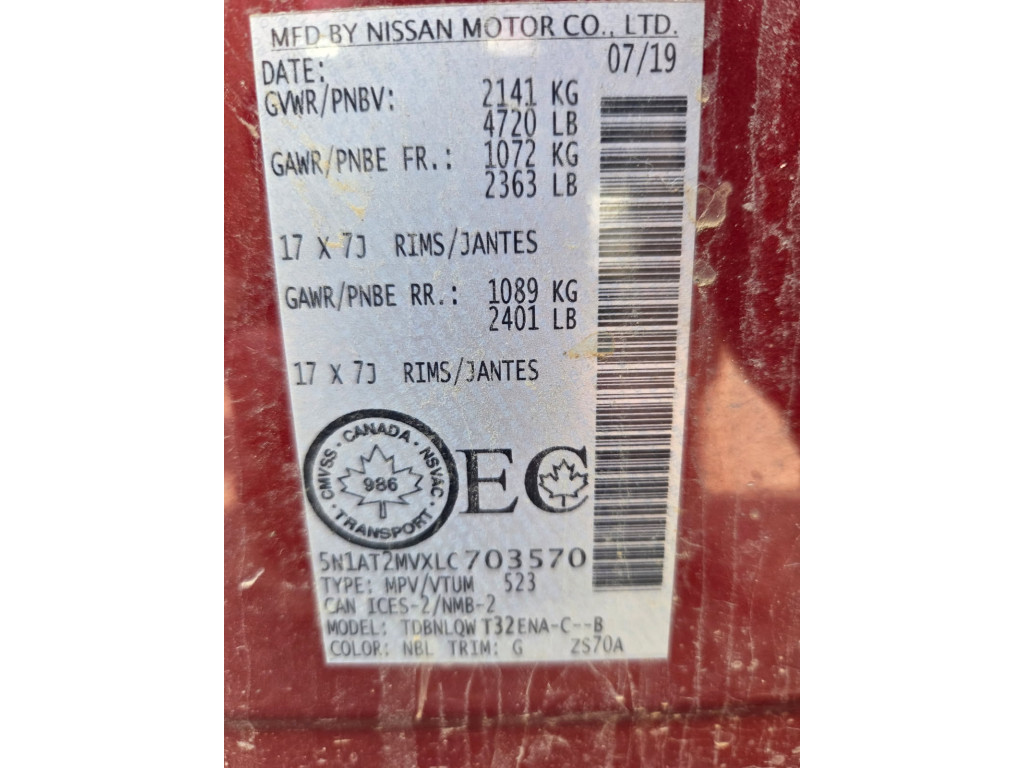 MFD BY NISSAN MOTOR CO., LTD.
DATE: 07/19
GVWR/PNBV: 2141 KG
4720 LB
GAWR/PNBE FR.: 1072 KG
2363 LB
17 X 7J RIMS/JANTES
GAWR/PNBE RR.: 1089 KG
2401 LB
17 X 7J RIMS/JANTES
CMVSS · CANADA · NSVAC · TRANSPORT ·
986
EC
5N1AT2MVXLC703570
TYPE: MPV/VTUM 523
CAN ICES-2/NMB-2
MODEL: TDBNLQW T32ENA-C--B
COLOR: NBL TRIM: G ZS70A